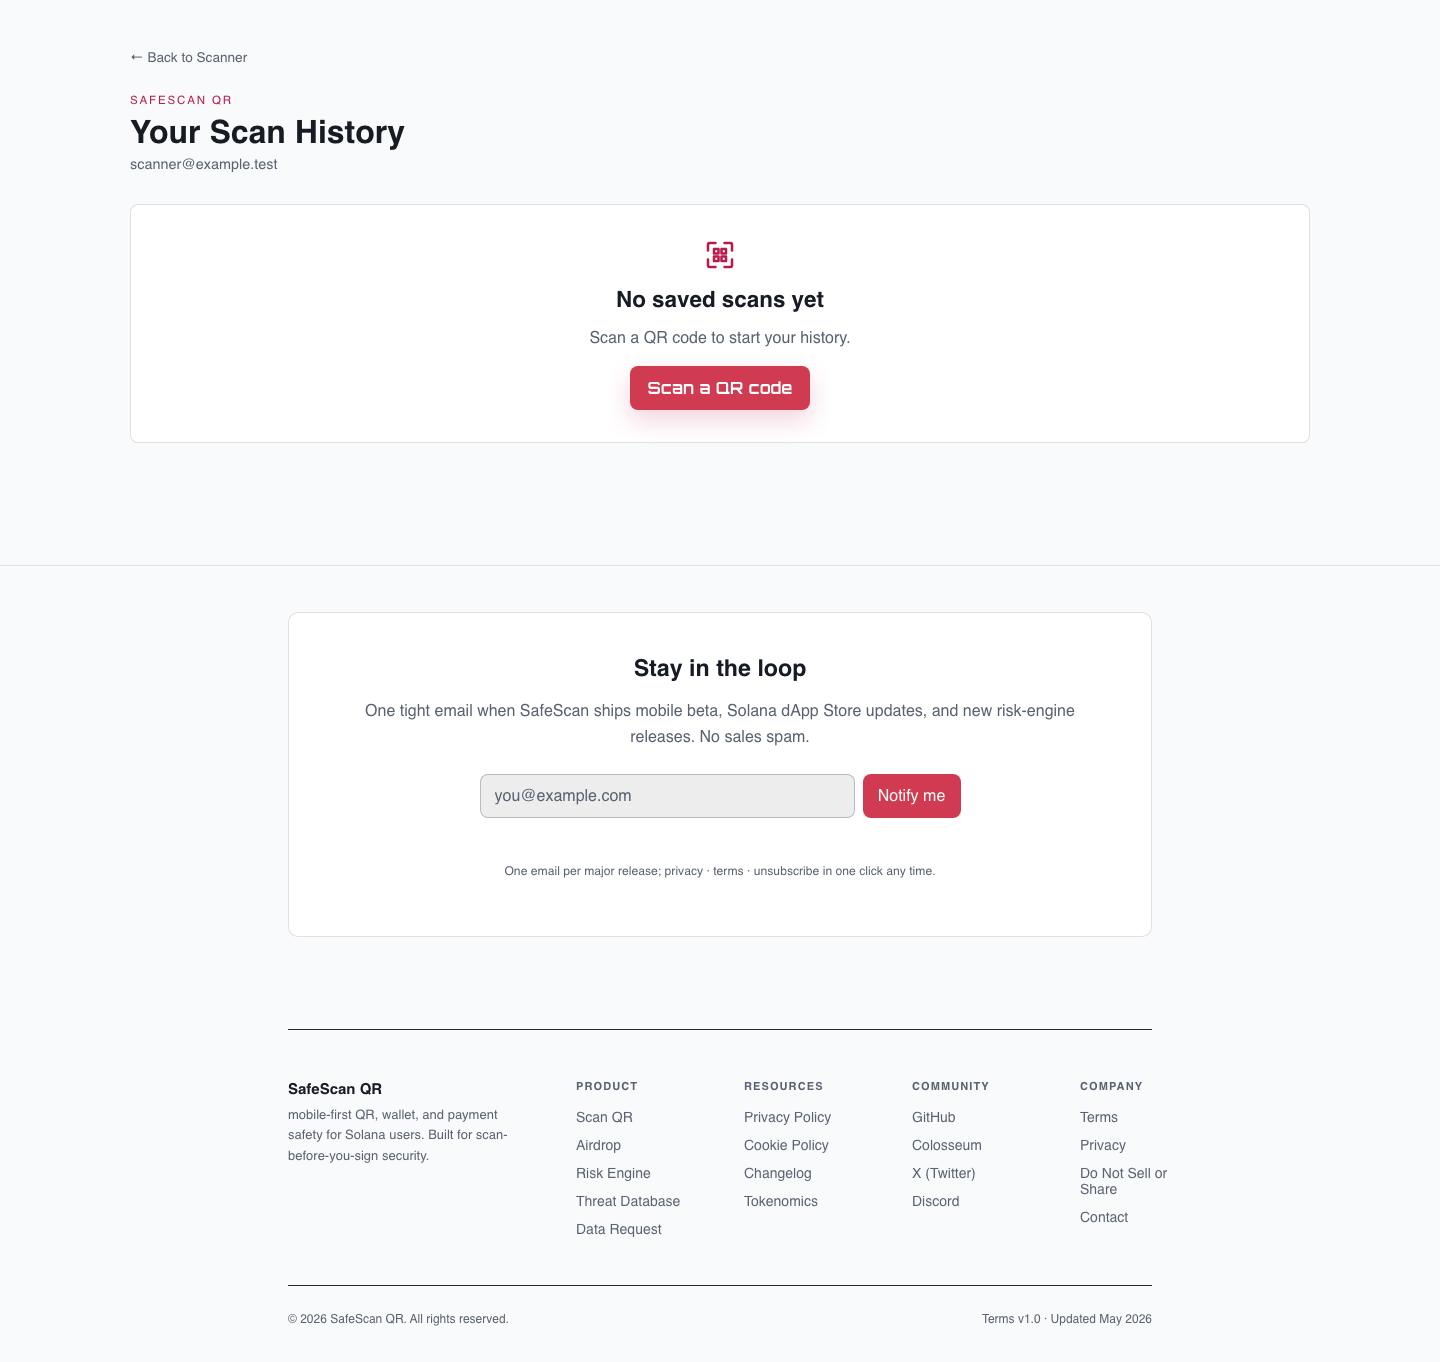 ← Back to Scanner
SAFESCAN QR
Your Scan History
scanner@example.test
No saved scans yet
Scan a QR code to start your history.
Scan a QR code
Stay in the loop
One tight email when SafeScan ships mobile beta, Solana dApp Store updates, and new risk-engine
releases. No sales spam.
you@example.com
Notify me
One email per major release; privacy · terms · unsubscribe in one click any time.
SafeScan QR
mobile-first QR, wallet, and payment
safety for Solana users. Built for scan-
before-you-sign security.
PRODUCT
Scan QR
Airdrop
Risk Engine
Threat Database
Data Request
RESOURCES
Privacy Policy
Cookie Policy
Changelog
Tokenomics
COMMUNITY
GitHub
Colosseum
X (Twitter)
Discord
COMPANY
Terms
Privacy
Do Not Sell or
Share
Contact
© 2026 SafeScan QR. All rights reserved.
Terms v1.0 · Updated May 2026